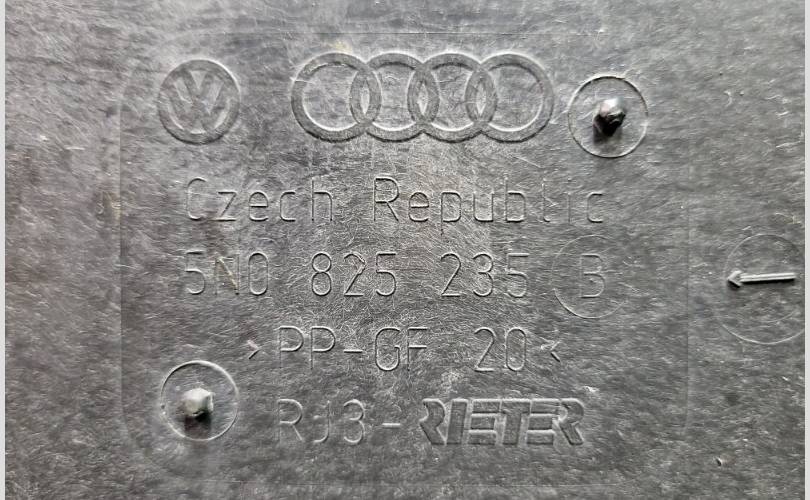 Czech Republic
5N0 825 235 B
>PP-GF 20<
RJ3-RIETER